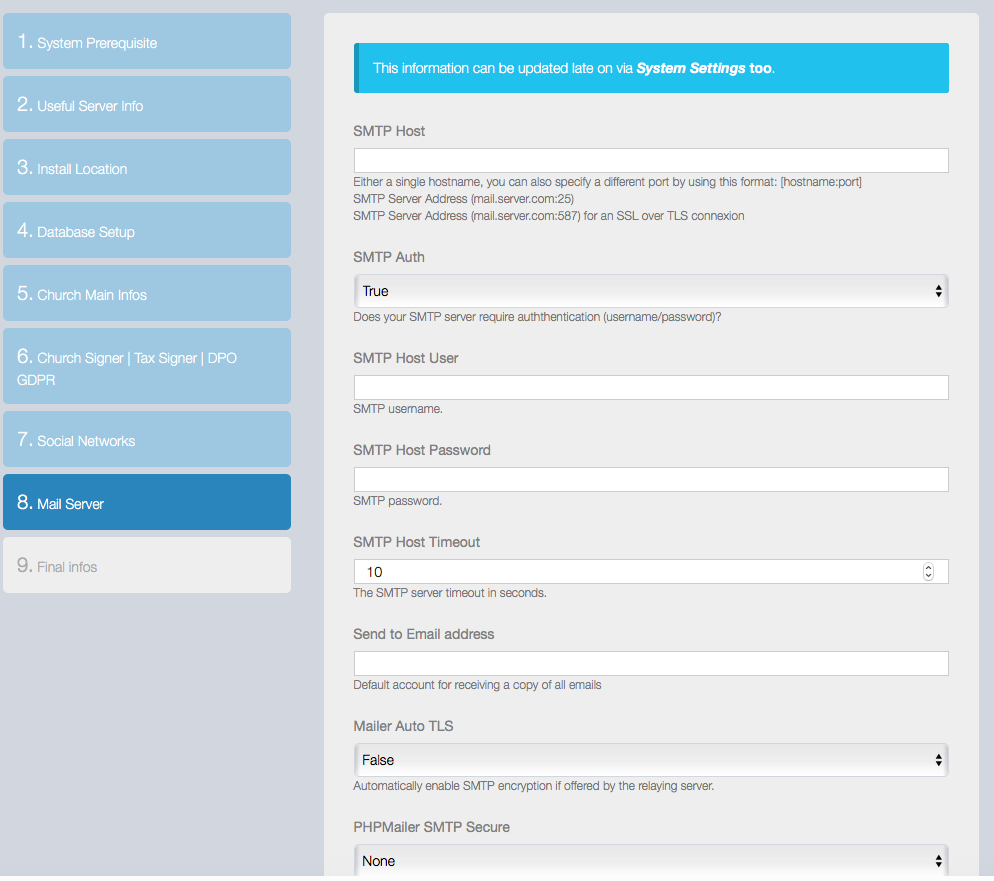 1. System Prerequisite
2. Useful Server Info
3. Install Location
4. Database Setup
5. Church Main Infos
6. Church Signer | Tax Signer | DPO
GDPR
7. Social Networks
8. Mail Server
9. Final infos
This information can be updated late on via System Settings too.
SMTP Host
Either a single hostname, you can also specify a different port by using this format: [hostname:port]
SMTP Server Address (mail.server.com:25)
SMTP Server Address (mail.server.com:587) for an SSL over TLS connexion
SMTP Auth
True
Does your SMTP server require auththentication (username/password)?
SMTP Host User
SMTP username.
SMTP Host Password
SMTP password.
SMTP Host Timeout
10
The SMTP server timeout in seconds.
Send to Email address
Default account for receiving a copy of all emails
Mailer Auto TLS
False
Automatically enable SMTP encryption if offered by the relaying server.
PHPMailer SMTP Secure
None